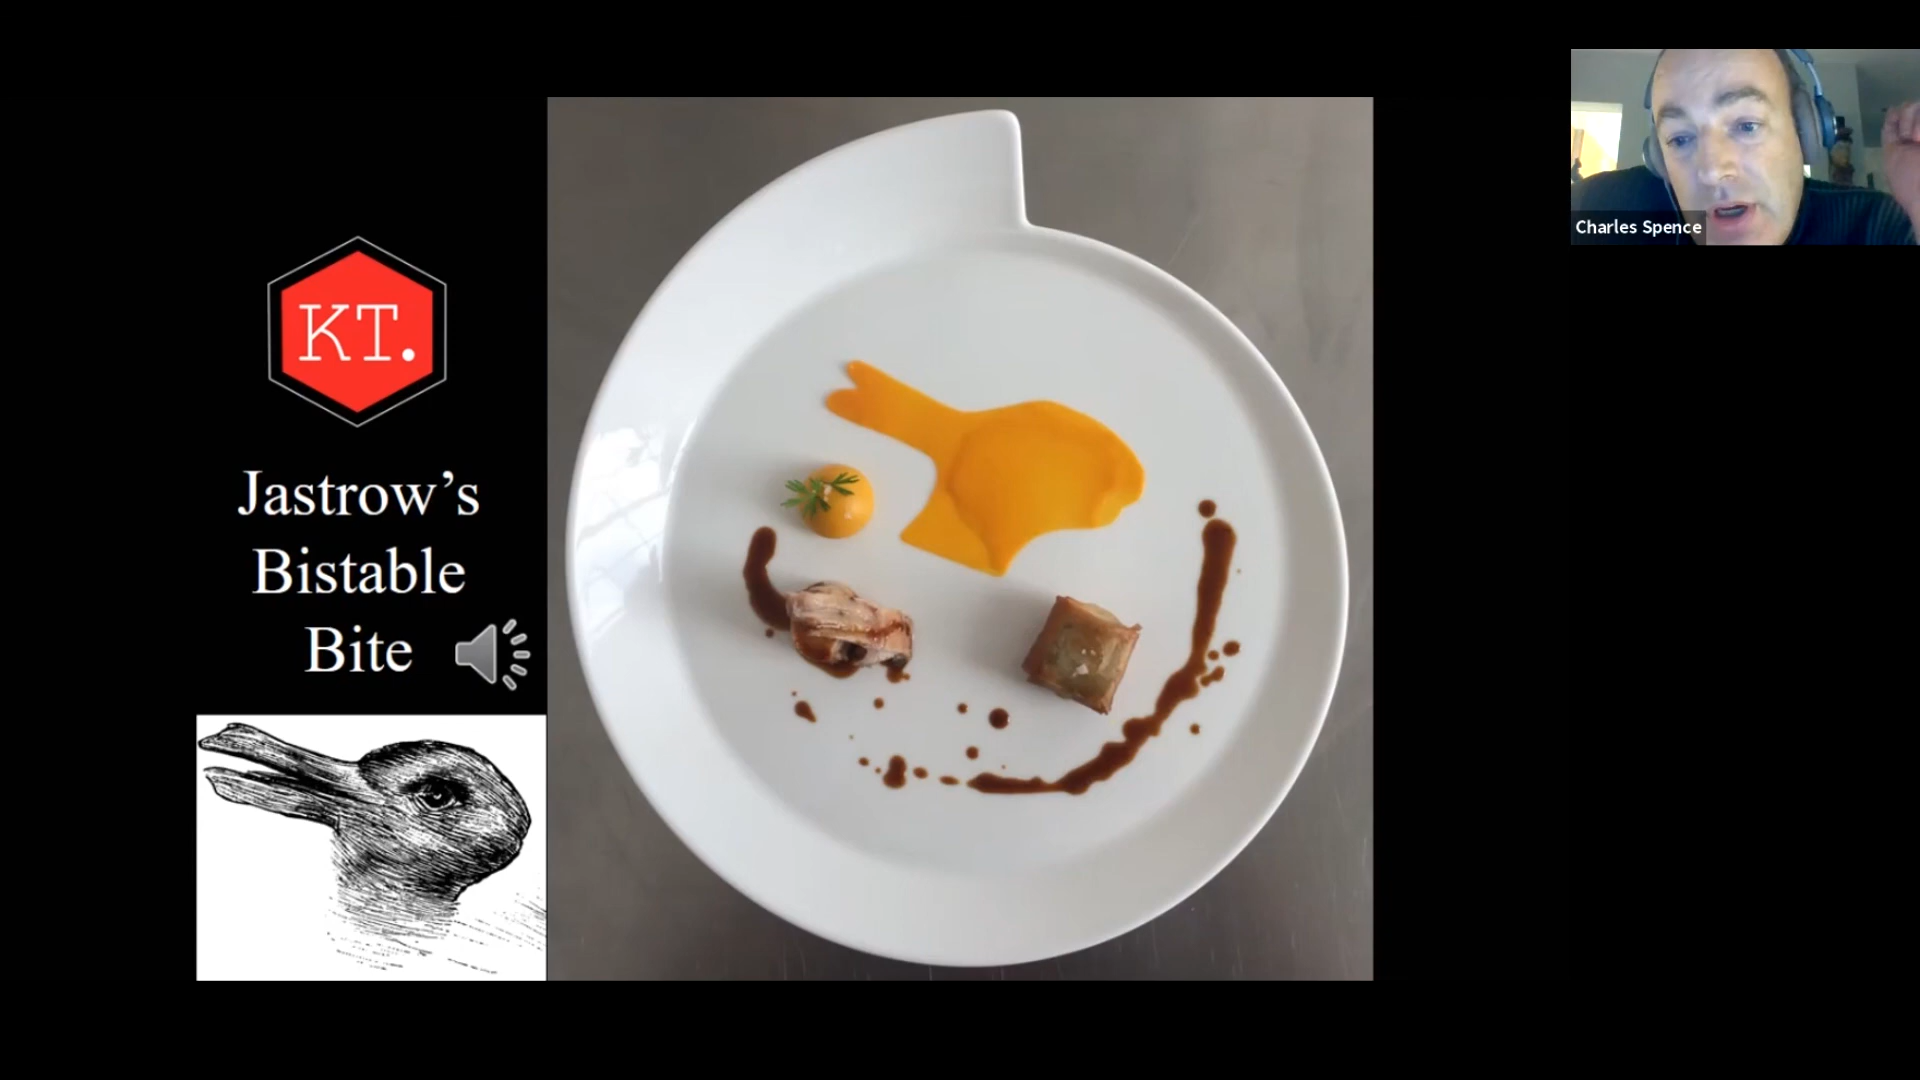 KT.
Jastrow’s
Bistable
Bite
Charles Spence